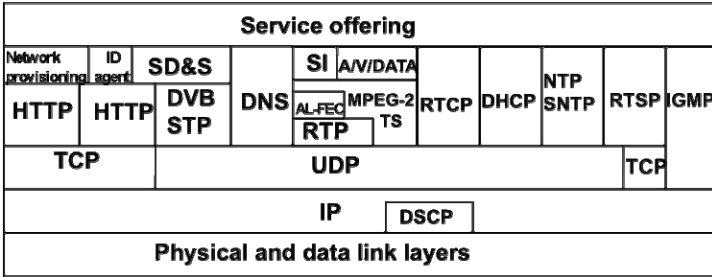 Service offering
Network provisioning
ID agent
SD&S
DNS
SI
A/V/DATA
RTCP
DHCP
NTP
SNTP
RTSP
IGMP
HTTP
HTTP
DVB
STP
AL-FEC
MPEG-2
TS
RTP
TCP
UDP
TCP
IP
DSCP
Physical and data link layers